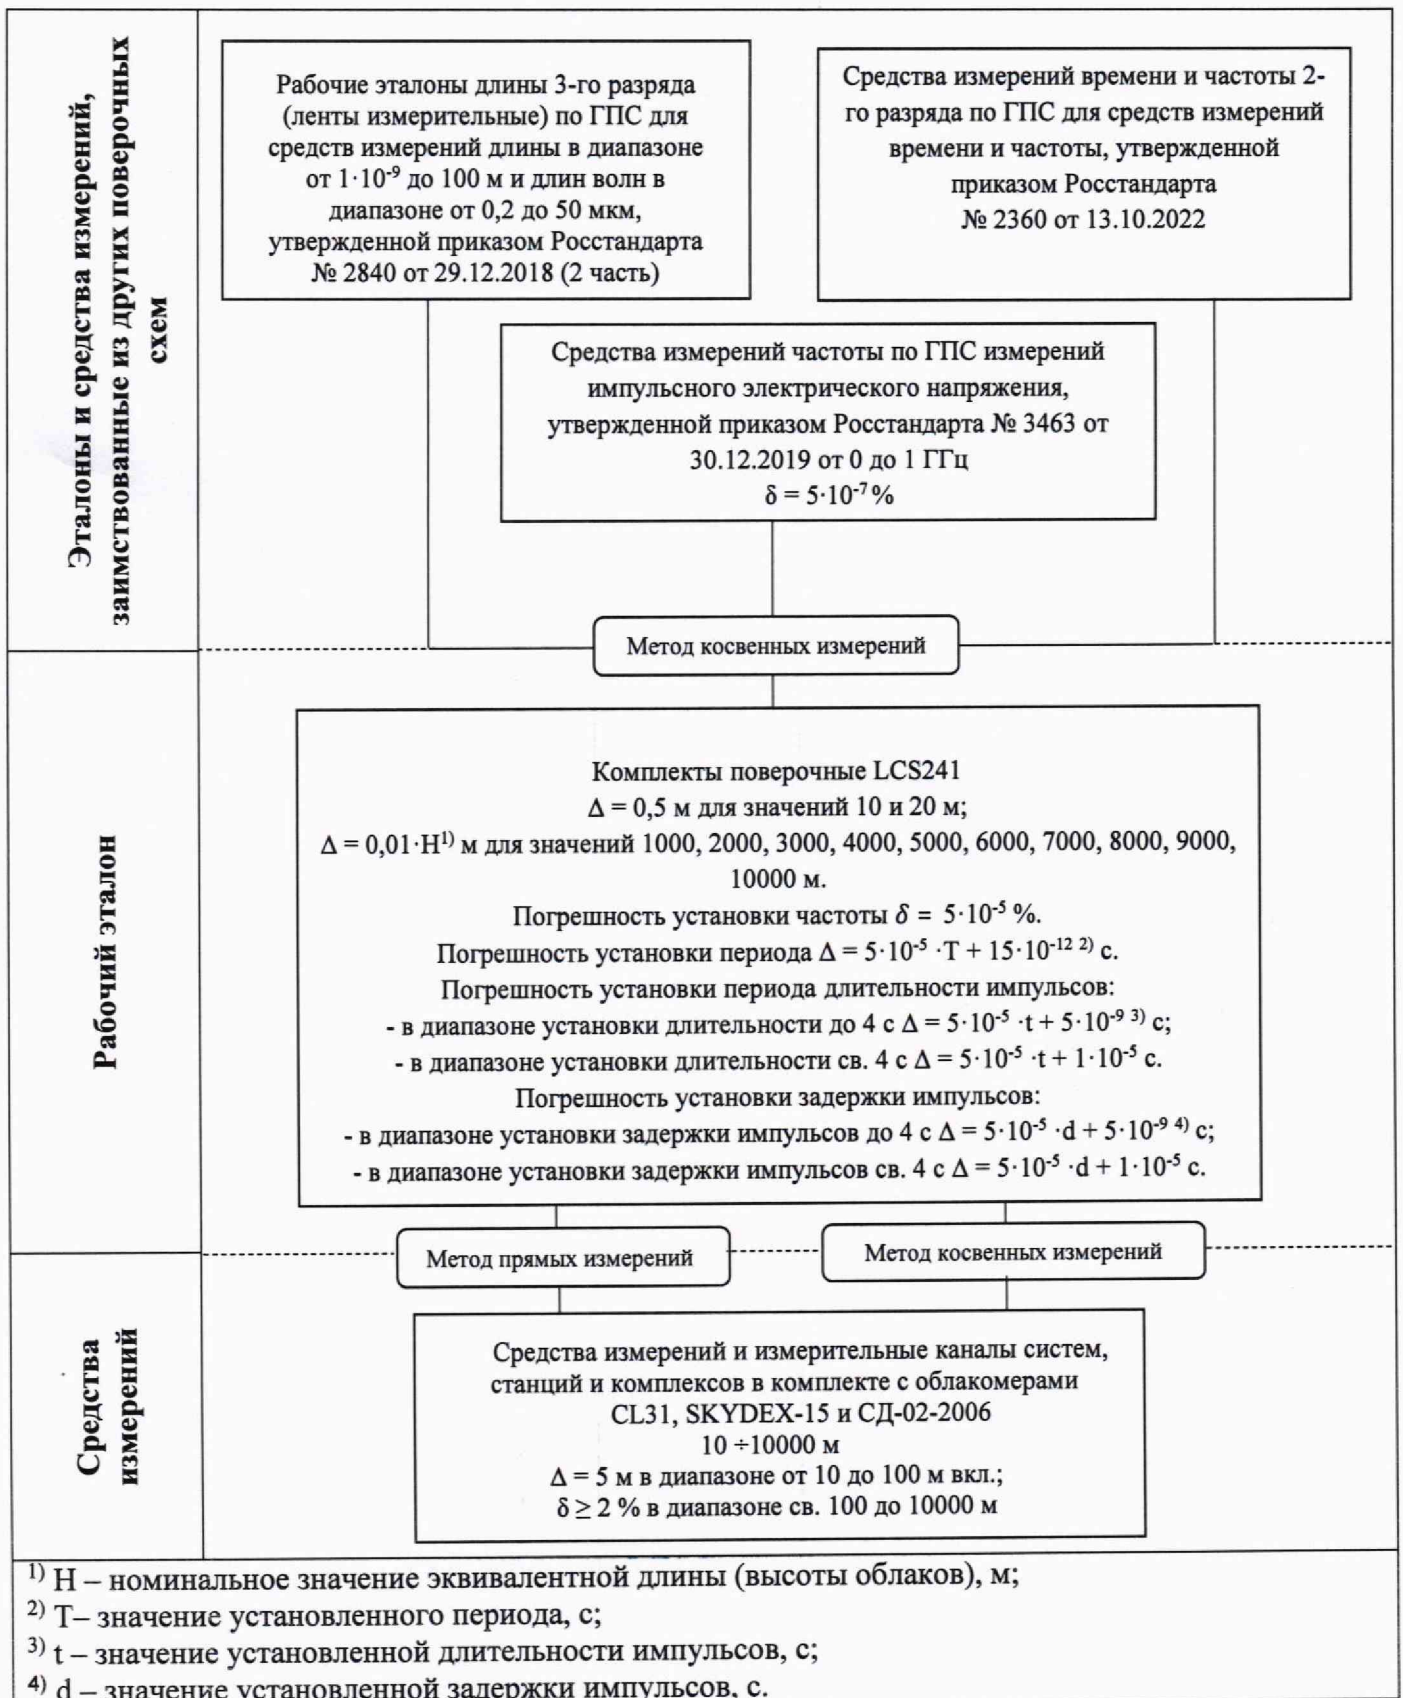 Эталоны и средства измерений,
заимствованные из других поверочных
схем
Рабочие эталоны длины 3-го разряда
(ленты измерительные) по ГПС для
средств измерений длины в диапазоне
от 1·10⁻⁹ до 100 м и длин волн в
диапазоне от 0,2 до 50 мкм,
утвержденной приказом Росстандарта
№ 2840 от 29.12.2018 (2 часть)
Средства измерений времени и частоты 2-
го разряда по ГПС для средств измерений
времени и частоты, утвержденной
приказом Росстандарта
№ 2360 от 13.10.2022
Средства измерений частоты по ГПС измерений
импульсного электрического напряжения,
утвержденной приказом Росстандарта № 3463 от
30.12.2019 от 0 до 1 ГГц
δ = 5·10⁻⁷ %
Метод косвенных измерений
Рабочий эталон
Комплекты поверочные LCS241
Δ = 0,5 м для значений 10 и 20 м;
Δ = 0,01·H¹⁾ м для значений 1000, 2000, 3000, 4000, 5000, 6000, 7000, 8000, 9000,
10000 м.
Погрешность установки частоты δ = 5·10⁻⁵ %.
Погрешность установки периода Δ = 5·10⁻⁵ ·T + 15·10⁻¹² ²⁾ с.
Погрешность установки периода длительности импульсов:
- в диапазоне установки длительности до 4 с Δ = 5·10⁻⁵ ·t + 5·10⁻⁹ ³⁾ с;
- в диапазоне установки длительности св. 4 с Δ = 5·10⁻⁵ ·t + 1·10⁻⁵ с.
Погрешность установки задержки импульсов:
- в диапазоне установки задержки импульсов до 4 с Δ = 5·10⁻⁵ ·d + 5·10⁻⁹ ⁴⁾ с;
- в диапазоне установки задержки импульсов св. 4 с Δ = 5·10⁻⁵ ·d + 1·10⁻⁵ с.
Метод прямых измерений
Метод косвенных измерений
Средства
измерений
Средства измерений и измерительные каналы систем,
станций и комплексов в комплекте с облакомерами
CL31, SKYDEX-15 и СД-02-2006
10 ÷10000 м
Δ = 5 м в диапазоне от 10 до 100 м вкл.;
δ ≥ 2 % в диапазоне св. 100 до 10000 м
¹⁾ H – номинальное значение эквивалентной длины (высоты облаков), м;
²⁾ T– значение установленного периода, с;
³⁾ t – значение установленной длительности импульсов, с;
⁴⁾ d – значение установленной задержки импульсов, с.